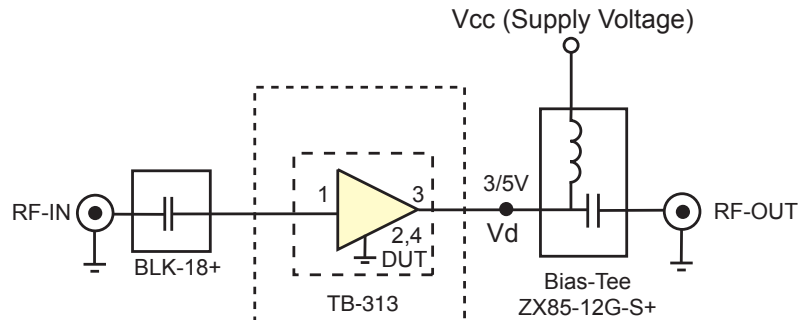 Vcc (Supply Voltage)
RF-IN
BLK-18+
1
3
2,4
DUT
TB-313
3/5V
Vd
Bias-Tee
ZX85-12G-S+
RF-OUT